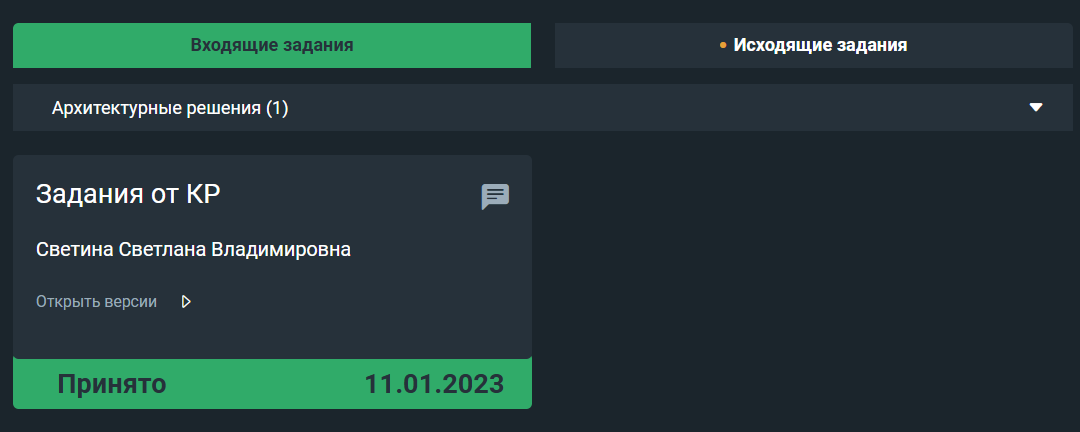 Входящие задания
Исходящие задания
Архитектурные решения (1)
Задания от КР
Светина Светлана Владимировна
Открыть версии
Принято 11.01.2023